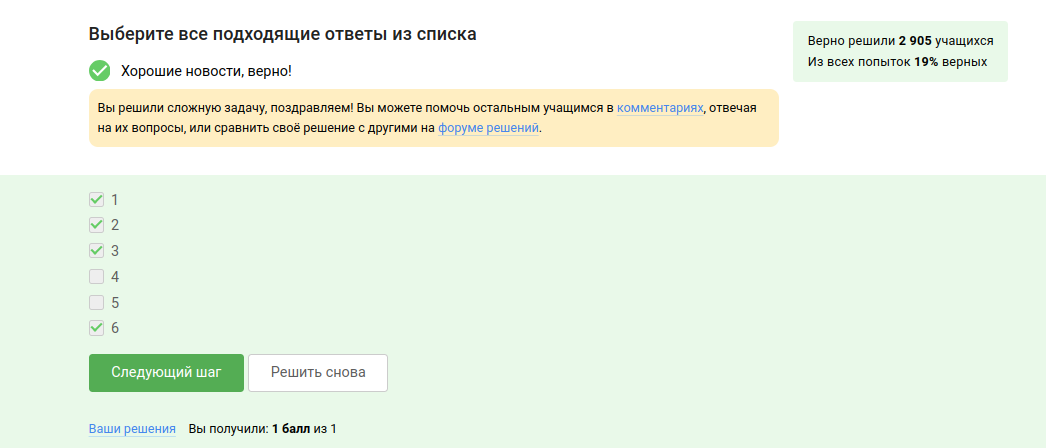 Выберите все подходящие ответы из списка
Верно решили 2 905 учащихся
Из всех попыток 19% верных
Хорошие новости, верно!
Вы решили сложную задачу, поздравляем! Вы можете помочь остальным учащимся в комментариях, отвечая
на их вопросы, или сравнить своё решение с другими на форуме решений.
1
2
3
4
5
6
Следующий шаг
Решить снова
Ваши решения Вы получили: 1 балл из 1